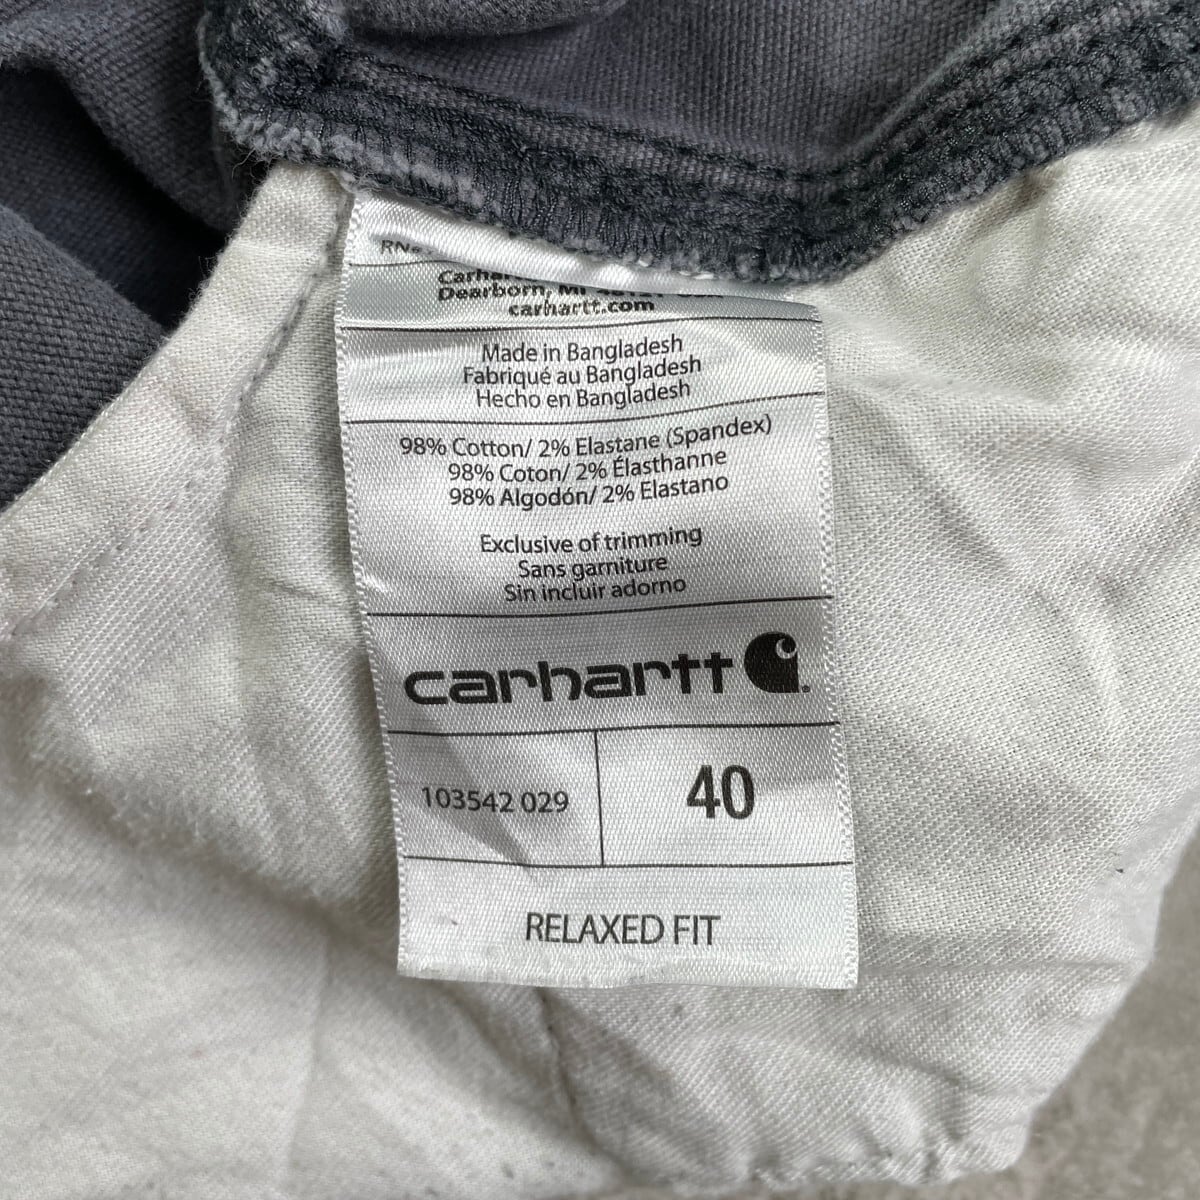 RN#
Dearborn, MI
carhartt.com
Made in Bangladesh
Fabriqué au Bangladesh
Hecho en Bangladesh
98% Cotton/ 2% Elastane (Spandex)
98% Coton/ 2% Élasthanne
98% Algodón/ 2% Elastano
Exclusive of trimming
Sans garniture
Sin incluir adorno
carhartt
103542 029
40
RELAXED FIT